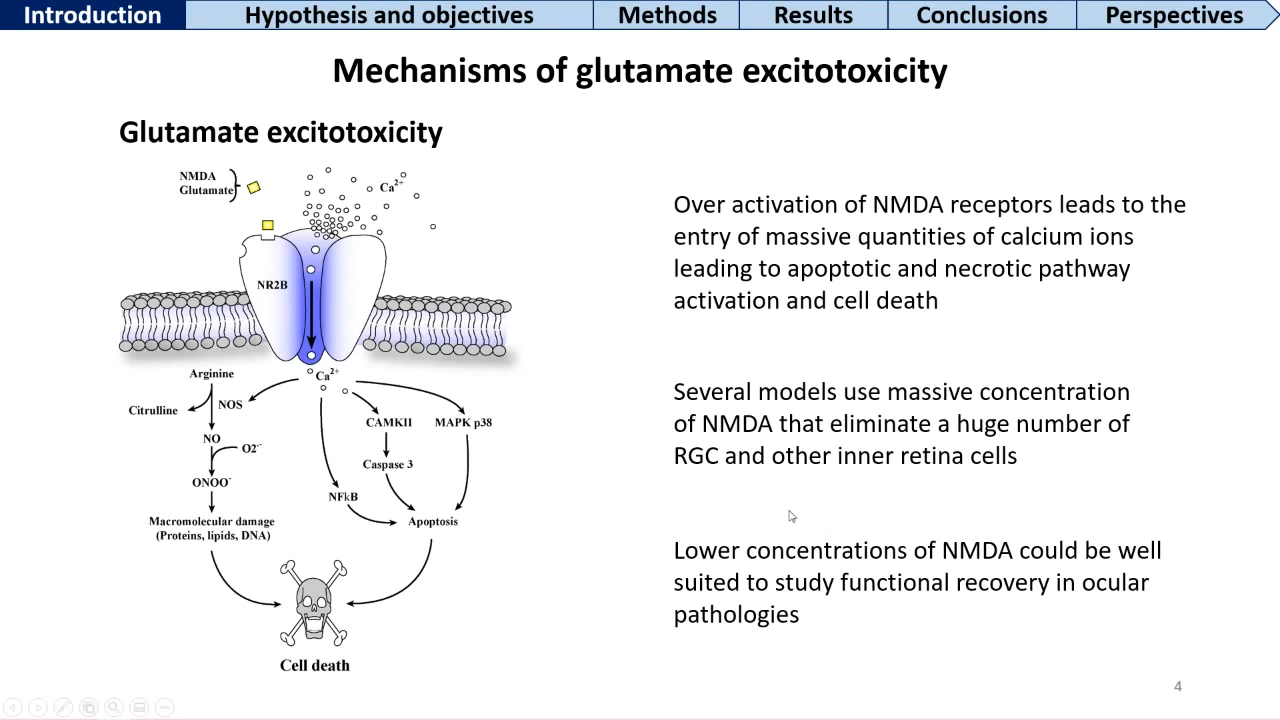 Introduction
Hypothesis and objectives
Methods
Results
Conclusions
Perspectives
Mechanisms of glutamate excitotoxicity
Glutamate excitotoxicity
NMDA
Glutamate
Ca2+
NR2B
Ca2+
Arginine
Citrulline
NOS
NO
O2·-
ONOO-
Macromolecular damage
(Proteins, lipids, DNA)
CAMKII
MAPK p38
Caspase 3
NFkB
Apoptosis
Cell death
Over activation of NMDA receptors leads to the
entry of massive quantities of calcium ions
leading to apoptotic and necrotic pathway
activation and cell death
Several models use massive concentration
of NMDA that eliminate a huge number of
RGC and other inner retina cells
Lower concentrations of NMDA could be well
suited to study functional recovery in ocular
pathologies
4